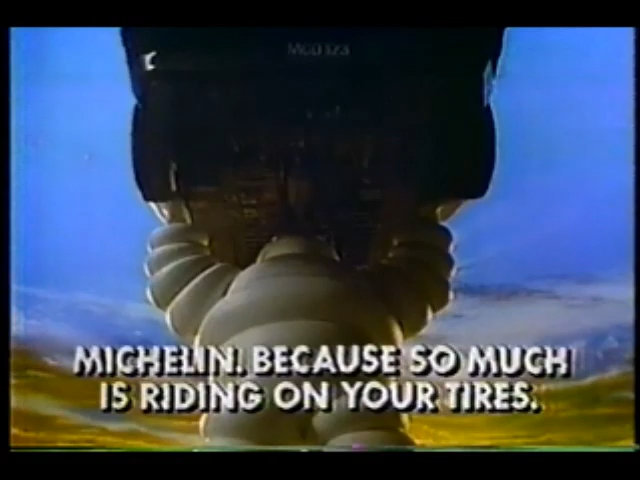 MICHELIN. BECAUSE SO MUCH
IS RIDING ON YOUR TIRES.